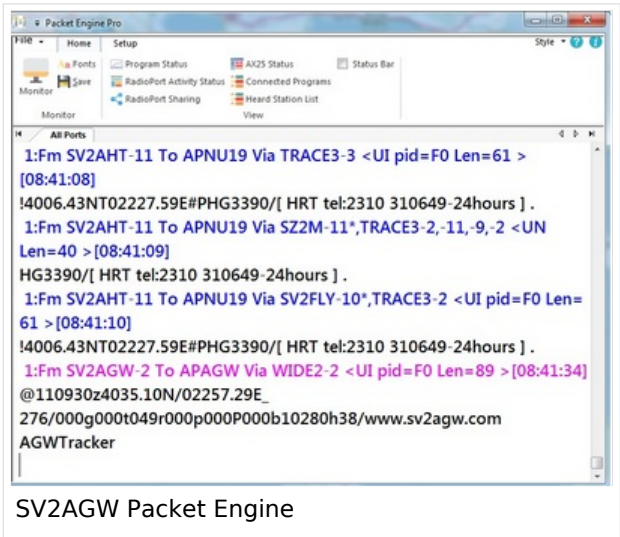 Packet Engine Pro
File
Home
Setup
Style
Monitor
Fonts
Save
Program Status
RadioPort Activity Status
RadioPort Sharing
AX25 Status
Connected Programs
Heard Station List
Status Bar
Monitor
View
All Ports
1:Fm SV2AHT-11 To APNU19 Via TRACE3-3 <UI pid=F0 Len=61 >
[08:41:08]
!4006.43NT02227.59E#PHG3390/[ HRT tel:2310 310649-24hours ] .
1:Fm SV2AHT-11 To APNU19 Via SZ2M-11*,TRACE3-2,-11,-9,-2 <UN
Len=40 >[08:41:09]
HG3390/[ HRT tel:2310 310649-24hours ] .
1:Fm SV2AHT-11 To APNU19 Via SV2FLY-10*,TRACE3-2 <UI pid=F0 Len=
61 >[08:41:10]
!4006.43NT02227.59E#PHG3390/[ HRT tel:2310 310649-24hours ] .
1:Fm SV2AGW-2 To APAGW Via WIDE2-2 <UI pid=F0 Len=89 >[08:41:34]
@110930z4035.10N/02257.29E_
276/000g000t049r000p000P000b10280h38/www.sv2agw.com
AGWTracker
SV2AGW Packet Engine